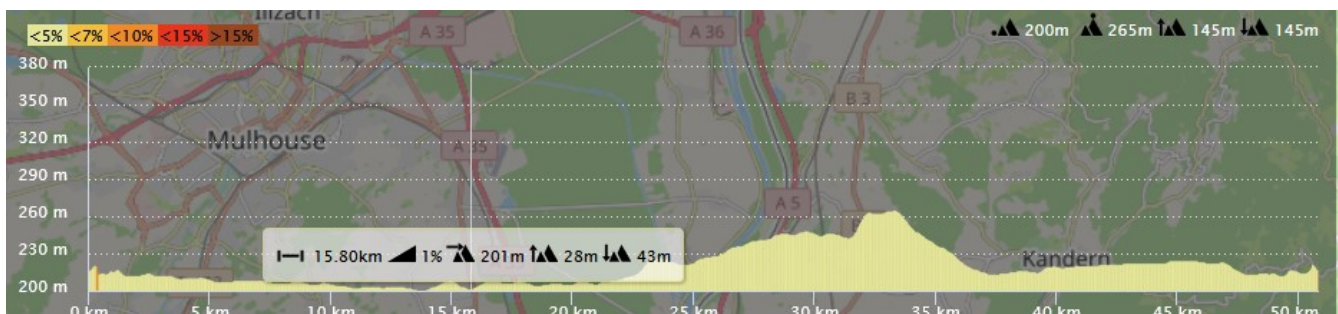 Illzach
<5% <7% <10% <15% >15%
A 35
A 36
200m 265m 145m 145m
380 m
350 m
B 3
320 m
Mulhouse
A 35
290 m
260 m
A 5
230 m
15.80km 1% 201m 28m 43m
Kandern
200 m
0 km 5 km 10 km 15 km 20 km 25 km 30 km 35 km 40 km 45 km 50 km